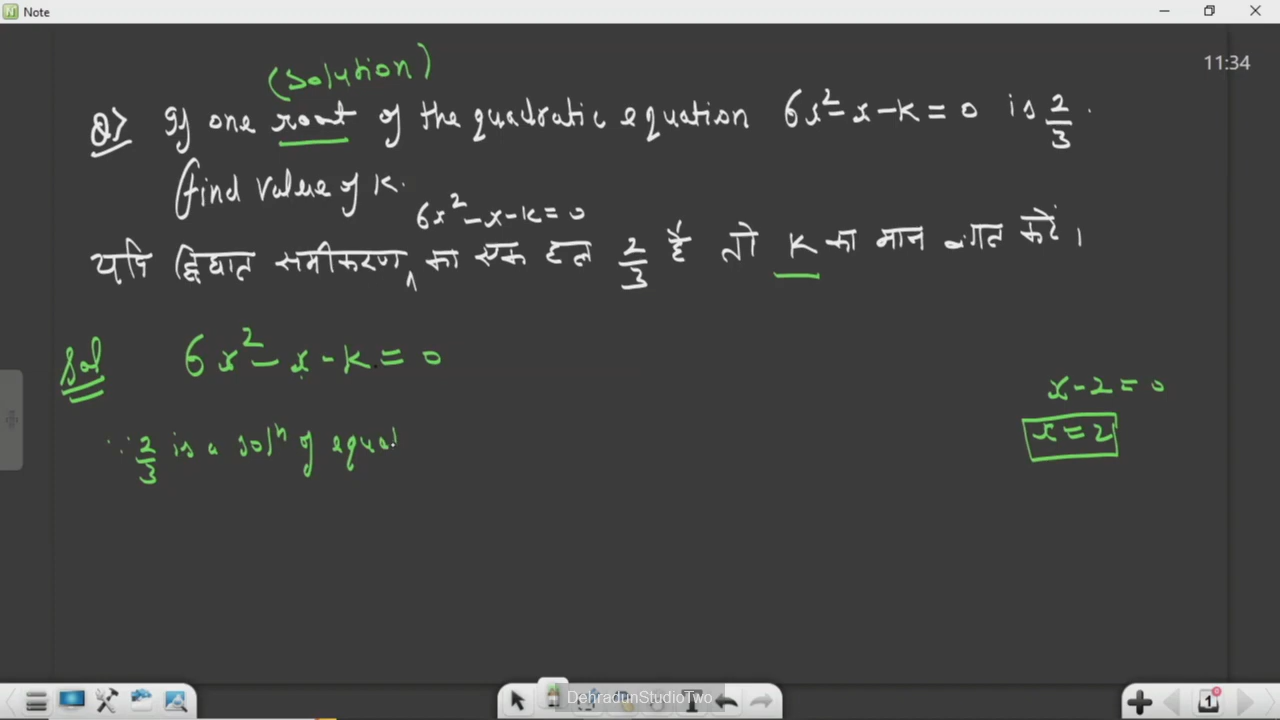 Note
11:34
(Solution)
Q> If one root of the quadratic equation 6x² - x - k = 0 is 2/3.
find value of k.
6x² - x - k = 0
यदि द्विघात समीकरण ^ का एक हल 2/3 है तो k का मान ज्ञात करें।
Sol 6x² - x - k = 0
x - 2 = 0
x = 2
∵ 2/3 is a solⁿ of equal
DehradunStudioTwo
1